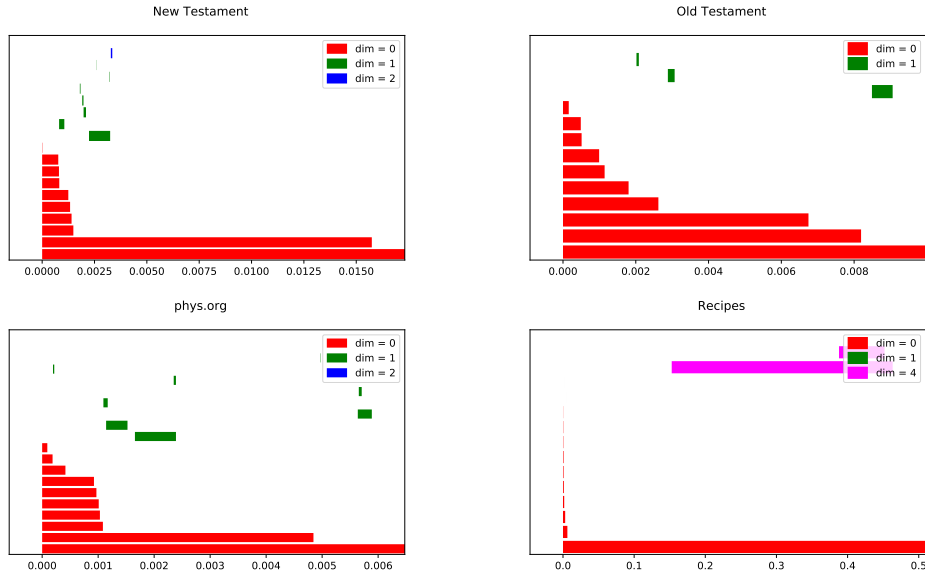 New Testament
dim = 0
dim = 1
dim = 2
0.0000 0.0025 0.0050 0.0075 0.0100 0.0125 0.0150
Old Testament
dim = 0
dim = 1
0.000 0.002 0.004 0.006 0.008
phys.org
dim = 0
dim = 1
dim = 2
0.000 0.001 0.002 0.003 0.004 0.005 0.006
Recipes
dim = 0
dim = 1
dim = 4
0.0 0.1 0.2 0.3 0.4 0.5